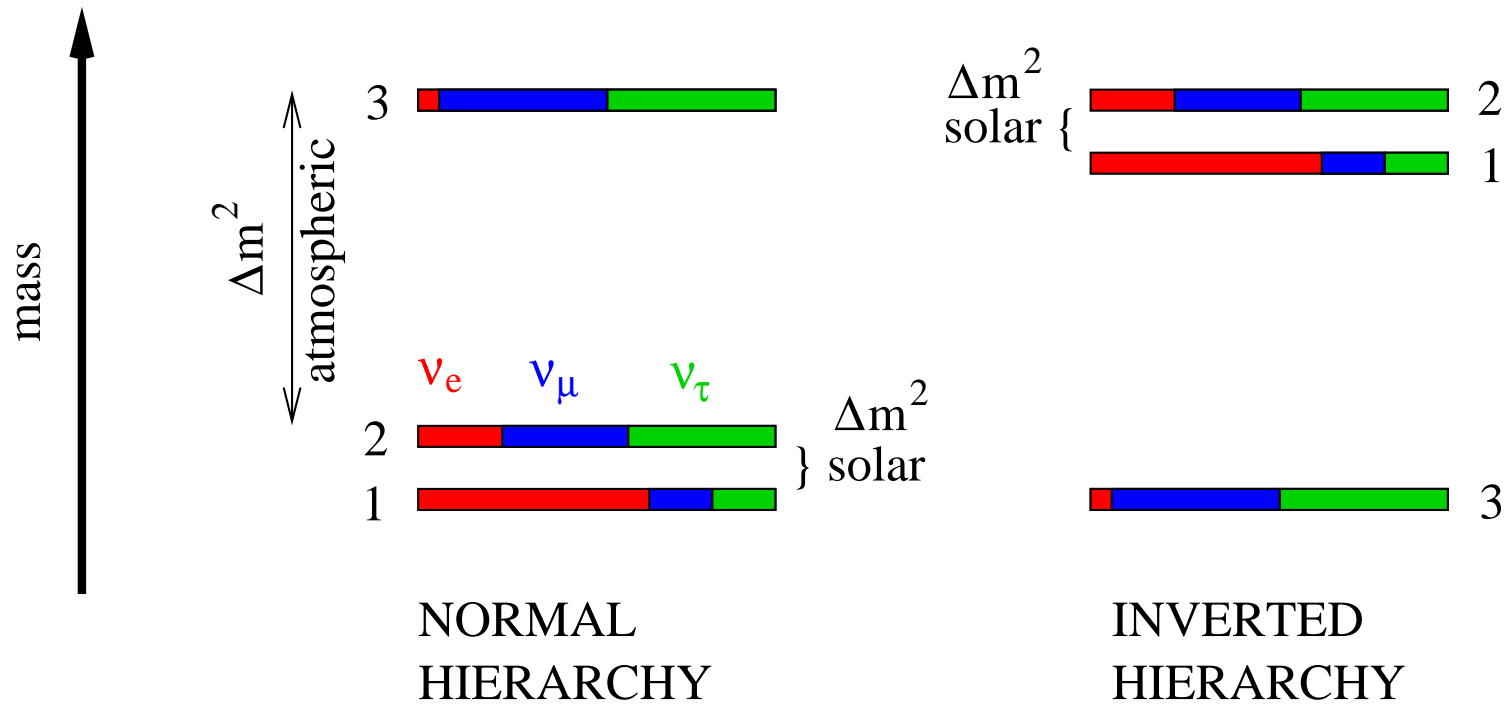 mass
Δm²
atmospheric
3
νe νμ ντ
2
1
Δm²
} solar
NORMAL
HIERARCHY
Δm²
solar {
2
1
3
INVERTED
HIERARCHY